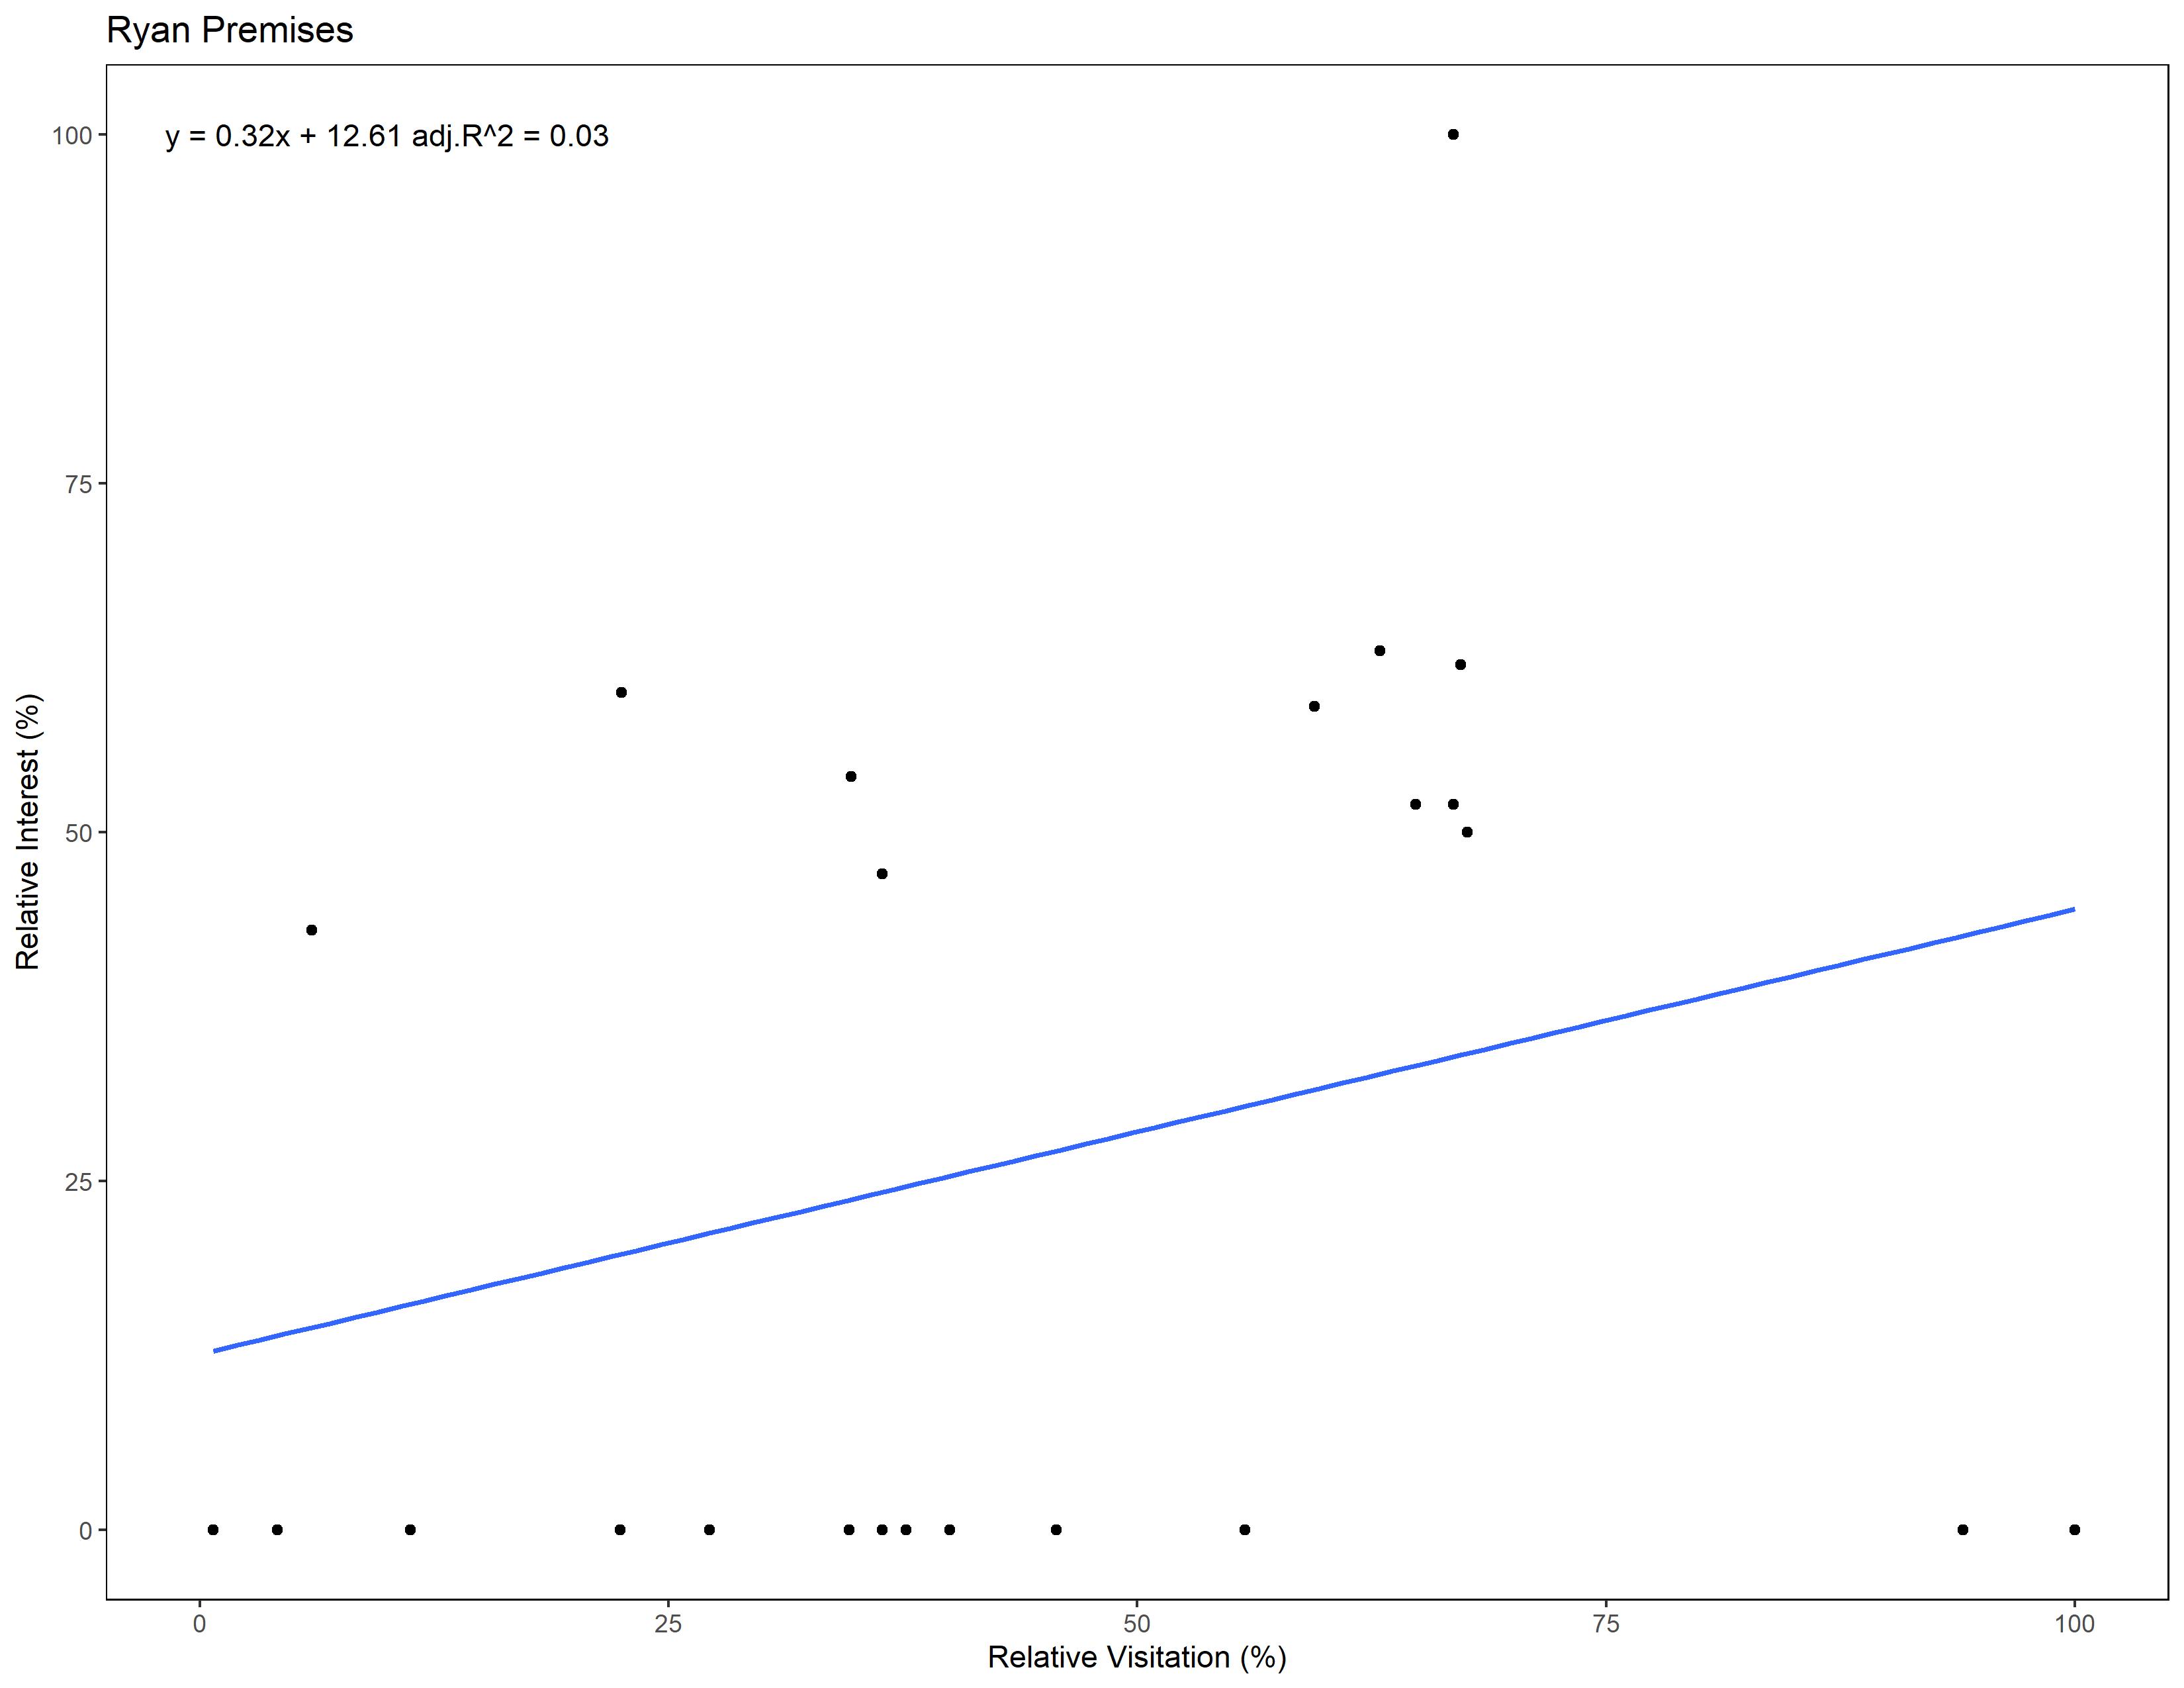 Ryan Premises
y = 0.32x + 12.61 adj.R^2 = 0.03
100
75
50
25
0
Relative Interest (%)
0 25 50 75 100
Relative Visitation (%)